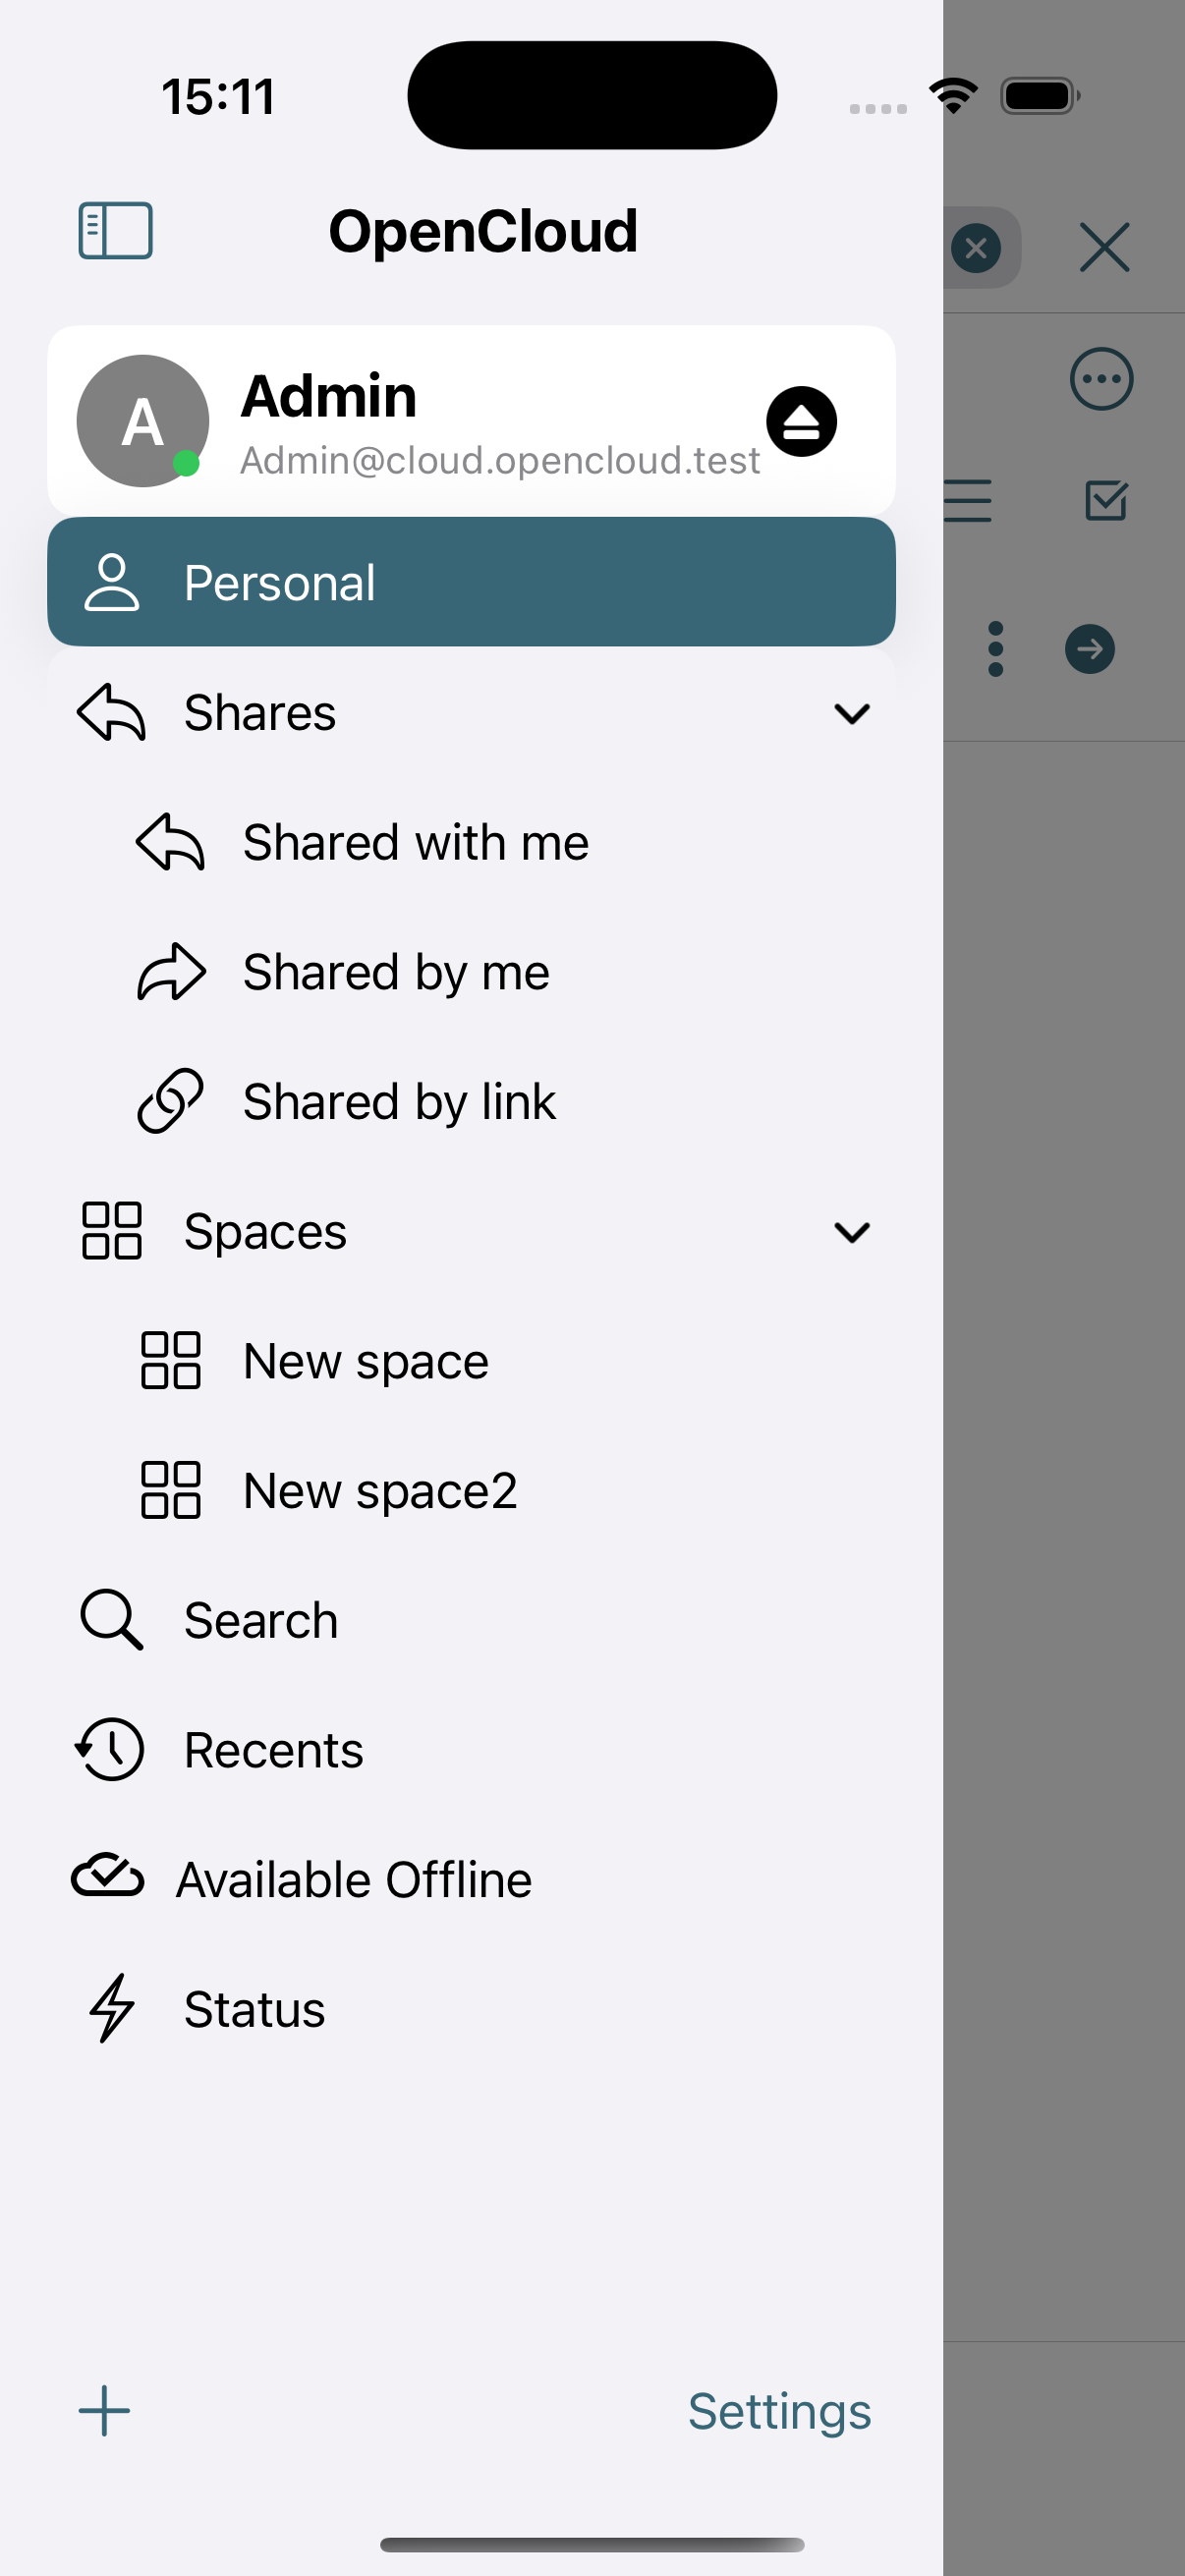 15:11
OpenCloud
A
Admin
Admin@cloud.opencloud.test
Personal
Shares
Shared with me
Shared by me
Shared by link
Spaces
New space
New space2
Search
Recents
Available Offline
Status
Settings